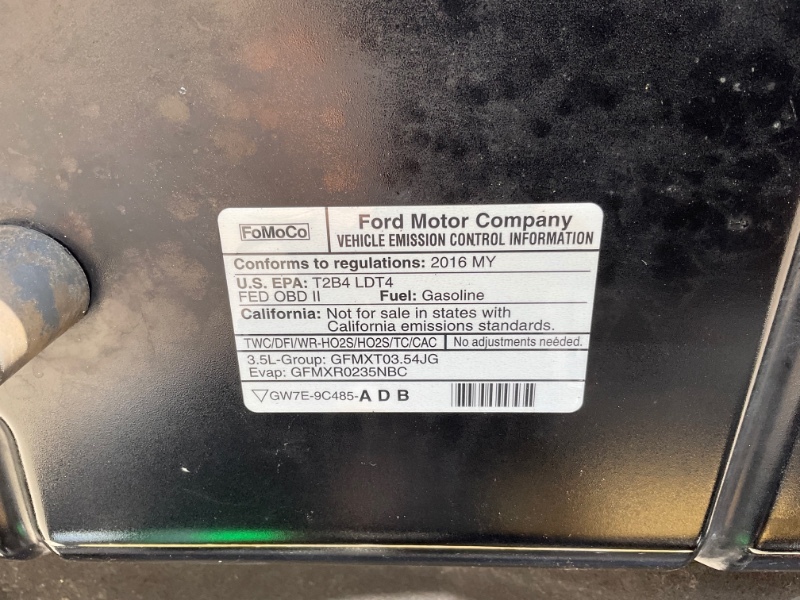 FoMoCo
Ford Motor Company
VEHICLE EMISSION CONTROL INFORMATION
Conforms to regulations: 2016 MY
U.S. EPA: T2B4 LDT4
FED OBD II Fuel: Gasoline
California: Not for sale in states with
California emissions standards.
TWC/DFI/WR-HO2S/HO2S/TC/CAC No adjustments needed.
3.5L-Group: GFMXT03.54JG
Evap: GFMXR0235NBC
GW7E-9C485-A D B